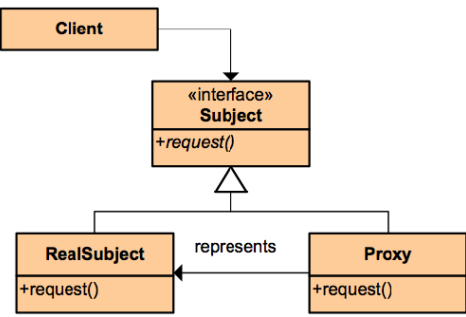 Client
«interface»
Subject
+request()
represents
RealSubject
+request()
Proxy
+request()